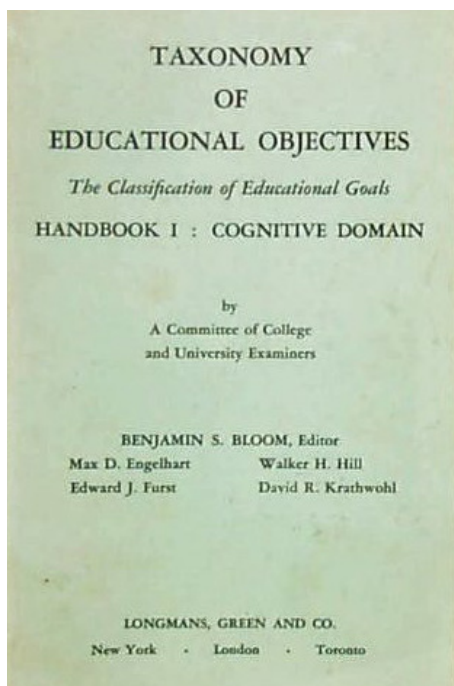 TAXONOMY
OF
EDUCATIONAL OBJECTIVES
The Classification of Educational Goals
HANDBOOK I : COGNITIVE DOMAIN
by
A Committee of College
and University Examiners
BENJAMIN S. BLOOM, Editor
Max D. Engelhart Walker H. Hill
Edward J. Furst David R. Krathwohl
LONGMANS, GREEN AND CO.
New York · London · Toronto